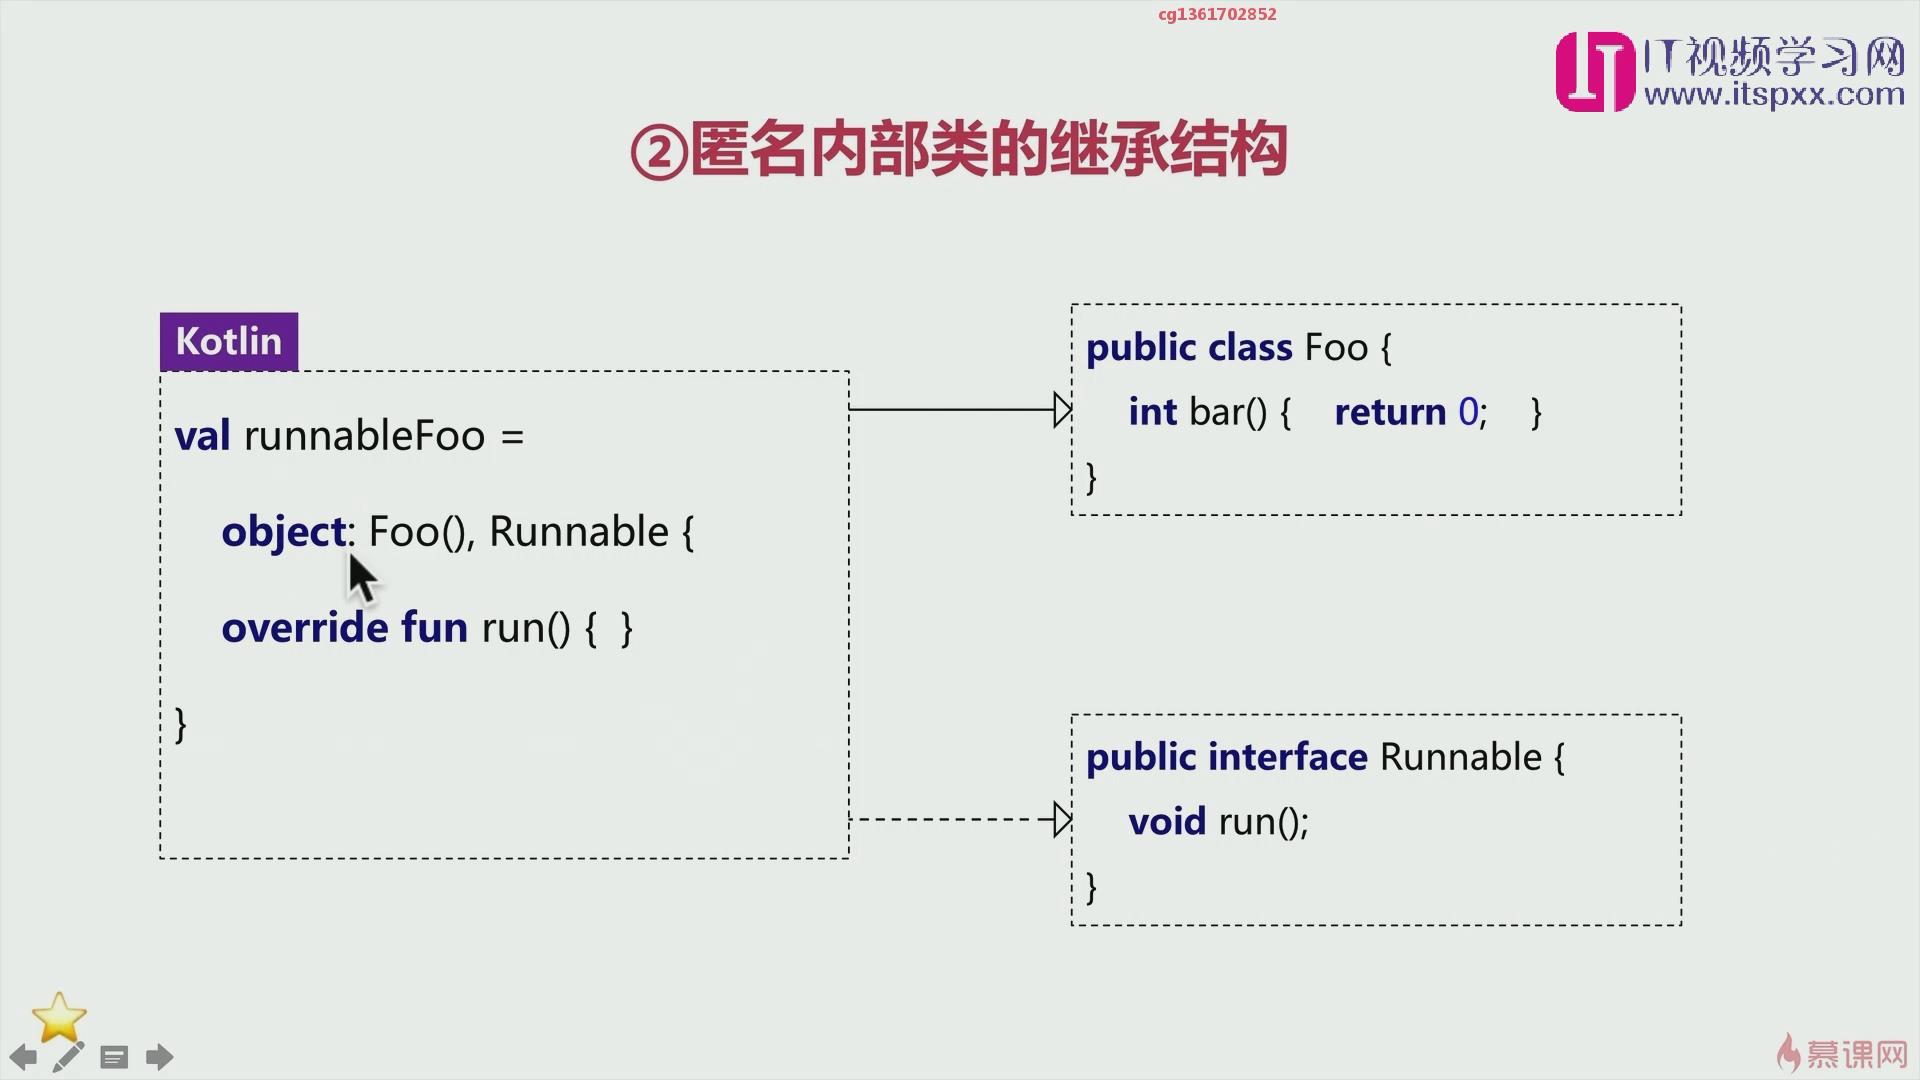 cg1361702852
IT视频学习网
www.itspxx.com
②匿名内部类的继承结构
Kotlin
val runnableFoo =
object: Foo(), Runnable {
override fun run() { }
}
public class Foo {
int bar() { return 0; }
}
public interface Runnable {
void run();
}
慕课网